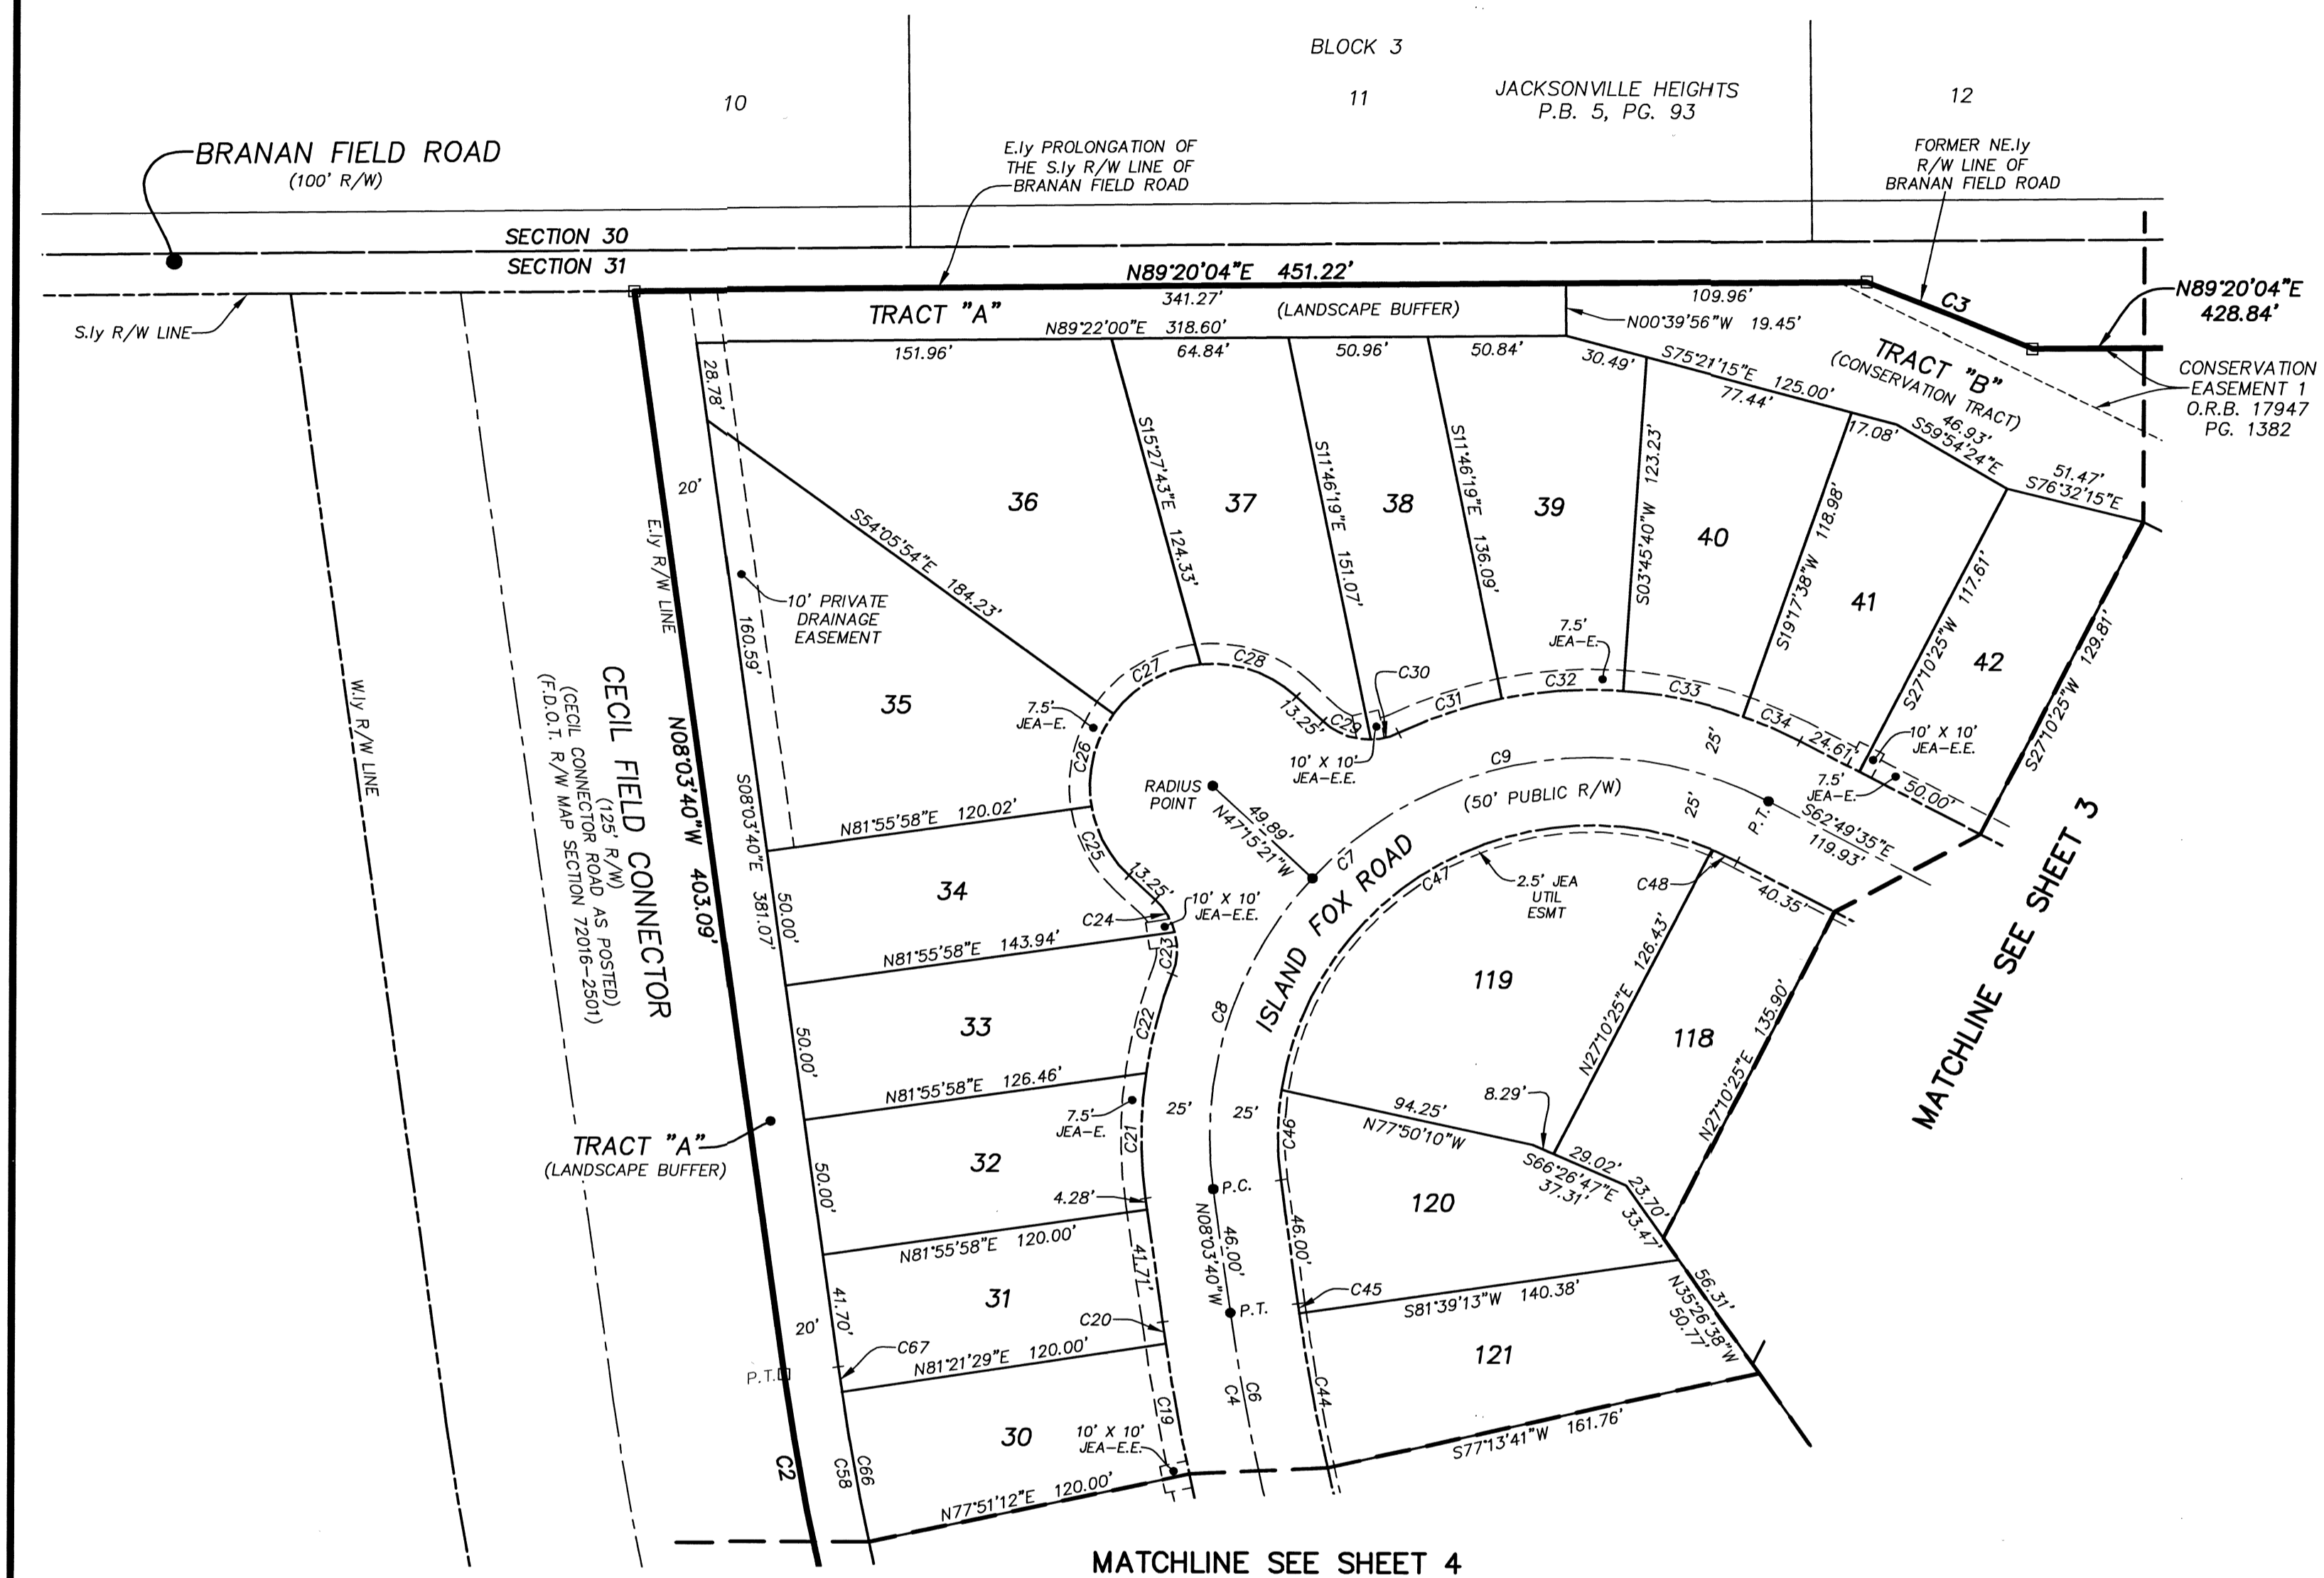 BLOCK 3
10
11
JACKSONVILLE HEIGHTS
P.B. 5, PG. 93
12
BRANAN FIELD ROAD
(100' R/W)
E.ly PROLONGATION OF
THE S.ly R/W LINE OF
BRANAN FIELD ROAD
FORMER NE.ly
R/W LINE OF
BRANAN FIELD ROAD
SECTION 30
SECTION 31
S.ly R/W LINE
N89°20'04"E 451.22'
341.27'
109.96'
TRACT "A"
(LANDSCAPE BUFFER)
N89°22'00"E 318.60'
N00°39'56"W 19.45'
C3
N89°20'04"E
428.84'
CONSERVATION
EASEMENT 1
O.R.B. 17947
PG. 1382
TRACT "B"
(CONSERVATION TRACT)
151.96'
64.84'
50.96'
50.84'
30.49'
S75°21'15"E 125.00'
77.44'
17.08'
46.93'
S59°54'24"E
51.47'
S76°32'15"E
28.78'
20'
E.ly R/W LINE
W.ly R/W LINE
36
37
38
39
40
41
42
S54°05'54"E 184.23'
S15°27'43"E 124.33'
S11°46'19"E 151.07'
S11°46'19"E 136.09'
S03°45'40"W 123.23'
S19°17'38"W 118.98'
S27°10'25"W 117.61'
S27°10'25"W 129.81'
10' PRIVATE
DRAINAGE
EASEMENT
160.59'
S08°03'40"E 381.07'
CECIL FIELD CONNECTOR
(125' R/W)
(CECIL CONNECTOR ROAD AS POSTED)
(F.D.O.T. R/W MAP SECTION 72016-2501)
N08°03'40"W 403.09'
35
7.5'
JEA-E.
C26
C27
C28
13.25'
C29
C30
10' X 10'
JEA-E.E.
C31
7.5'
JEA-E.
C32
C33
C34
24.61'
10' X 10'
JEA-E.E.
7.5'
JEA-E.
50.00'
RADIUS
POINT
49.89'
N47°15'21"W
C9
(50' PUBLIC R/W)
25'
25'
P.T.
S62°49'35"E
119.93'
C7
ISLAND FOX ROAD
C8
N81°55'58"E 120.02'
C25
13.25'
34
50.00'
C24
10' X 10'
JEA-E.E.
N81°55'58"E 143.94'
C23
33
50.00'
C22
N81°55'58"E 126.46'
7.5'
JEA-E.
C21
25'
25'
32
50.00'
4.28'
N81°55'58"E 120.00'
41.71'
31
41.70'
20'
C20
C67
N81°21'29"E 120.00'
P.T.
30
C19
10' X 10'
JEA-E.E.
C2
C58
C66
N77°51'12"E 120.00'
TRACT "A"
(LANDSCAPE BUFFER)
C47
2.5' JEA
UTIL
ESMT
C48
40.35'
119
N27°10'25"E 126.43'
118
N27°10'25"E 135.90'
MATCHLINE SEE SHEET 3
8.29'
94.25'
N77°50'10"W
C46
29.02'
S66°26'47"E
37.31'
23.70'
33.47'
120
P.C.
46.00'
N08°03'40"W
46.00'
P.T.
C45
S81°39'13"W 140.38'
56.31'
N35°26'38"W
50.77'
121
C4
C6
C44
S77°13'41"W 161.76'
MATCHLINE SEE SHEET 4